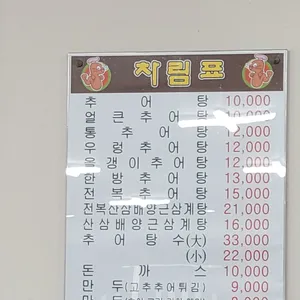 차림표
추어탕 10,000
얼큰추어탕 10,000
통추어탕 12,000
우렁추어탕 12,000
올갱이추어탕 12,000
한방추어탕 13,000
전복추어탕 15,000
전복산삼배양근삼계탕 21,000
산삼배양근삼계탕 16,000
추어탕수(大) 33,000
(小) 22,000
돈까스 10,000
만두(고추추어튀김) 9,000